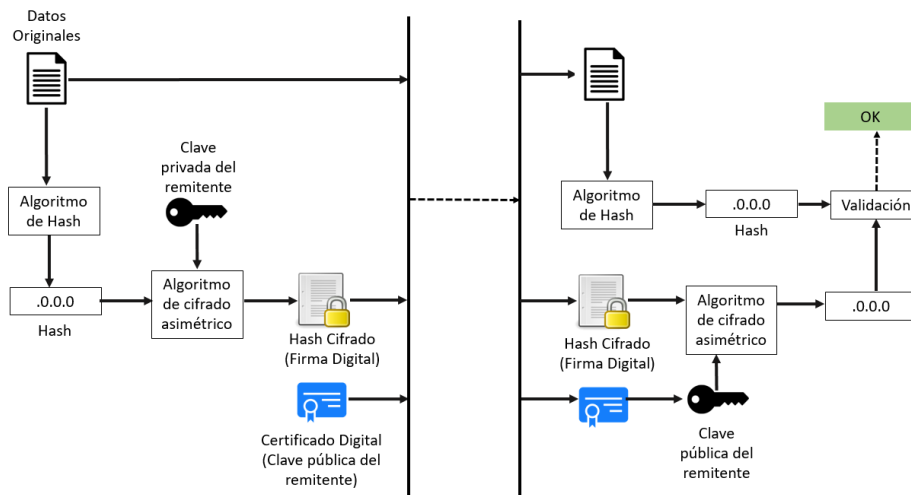 Datos
Originales
Clave
privada del
remitente
Algoritmo
de Hash
.0.0.0
Hash
Algoritmo
de cifrado
asimétrico
Hash Cifrado
(Firma Digital)
Certificado Digital
(Clave pública del
remitente)
Algoritmo
de Hash
.0.0.0
Hash
Validación
OK
Hash Cifrado
(Firma Digital)
Algoritmo
de cifrado
asimétrico
.0.0.0
Clave
pública del
remitente